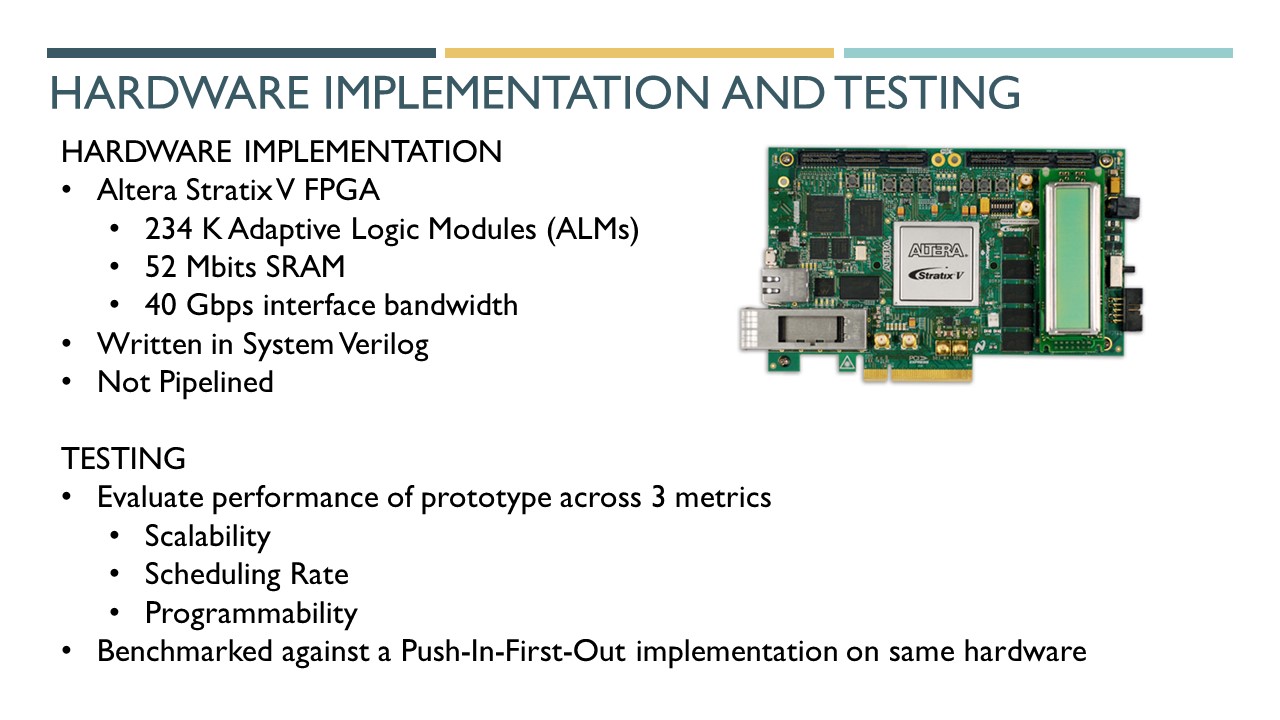 HARDWARE IMPLEMENTATION AND TESTING
HARDWARE IMPLEMENTATION
• Altera Stratix V FPGA
• 234 K Adaptive Logic Modules (ALMs)
• 52 Mbits SRAM
• 40 Gbps interface bandwidth
• Written in System Verilog
• Not Pipelined
ALTERA
Stratix V
TESTING
• Evaluate performance of prototype across 3 metrics
• Scalability
• Scheduling Rate
• Programmability
• Benchmarked against a Push-In-First-Out implementation on same hardware